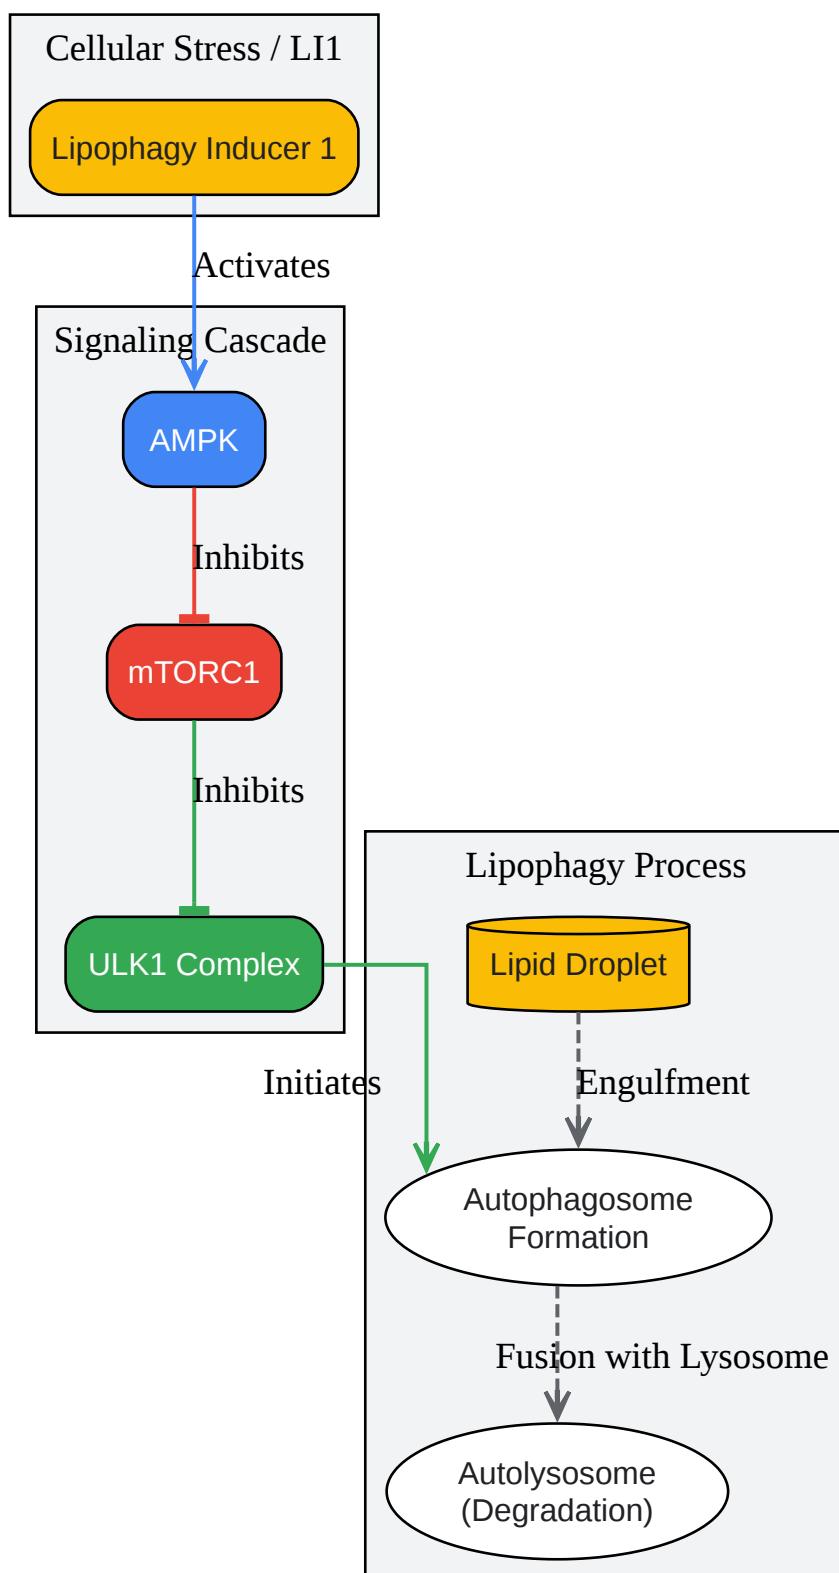 Cellular Stress / LI1
Lipophagy Inducer 1
Activates
Signaling Cascade
AMPK
Inhibits
mTORC1
Inhibits
ULK1 Complex
Lipophagy Process
Lipid Droplet
Initiates
Engulfment
Autophagosome
Formation
Fusion with Lysosome
Autolysosome
(Degradation)